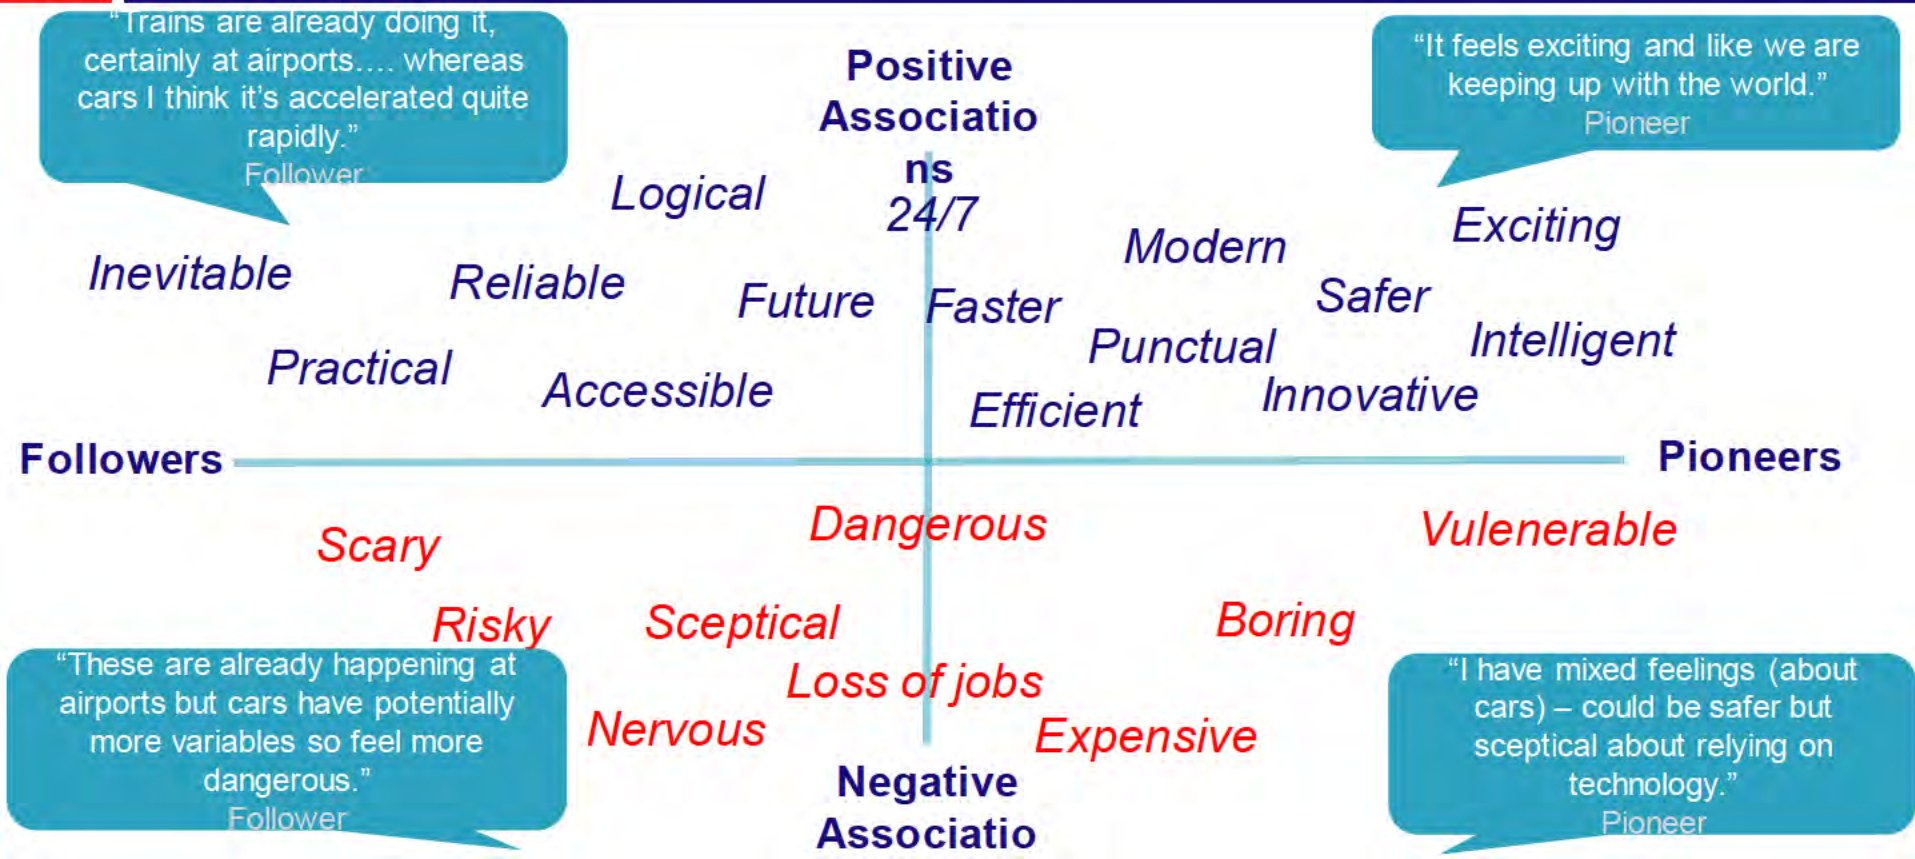 “Trains are already doing it,
certainly at airports…. whereas
cars I think it’s accelerated quite
rapidly.”
Follower
Positive
Associatio
ns
“It feels exciting and like we are
keeping up with the world.”
Pioneer
Logical
24/7
Modern
Exciting
Inevitable
Reliable
Future
Faster
Safer
Practical
Accessible
Punctual
Intelligent
Efficient
Innovative
Followers
Pioneers
Scary
Dangerous
Vulenerable
Risky
Sceptical
Boring
Loss of jobs
Nervous
Expensive
“These are already happening at
airports but cars have potentially
more variables so feel more
dangerous.”
Follower
Negative
Associatio
“I have mixed feelings (about
cars) – could be safer but
sceptical about relying on
technology.”
Pioneer